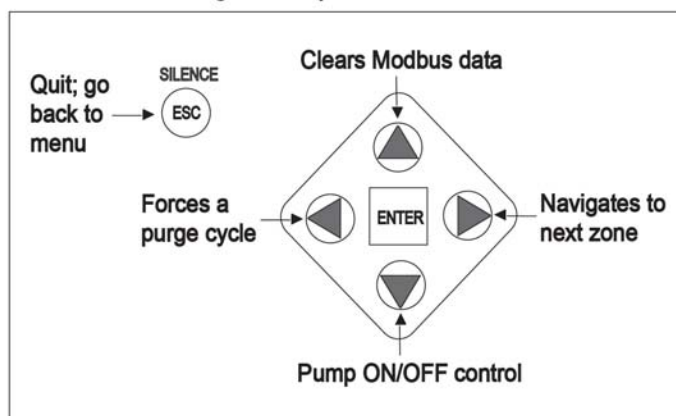 Clears Modbus data
SILENCE
Quit; go
back to
menu
ESC
Forces a
purge cycle
ENTER
Navigates to
next zone
Pump ON/OFF control